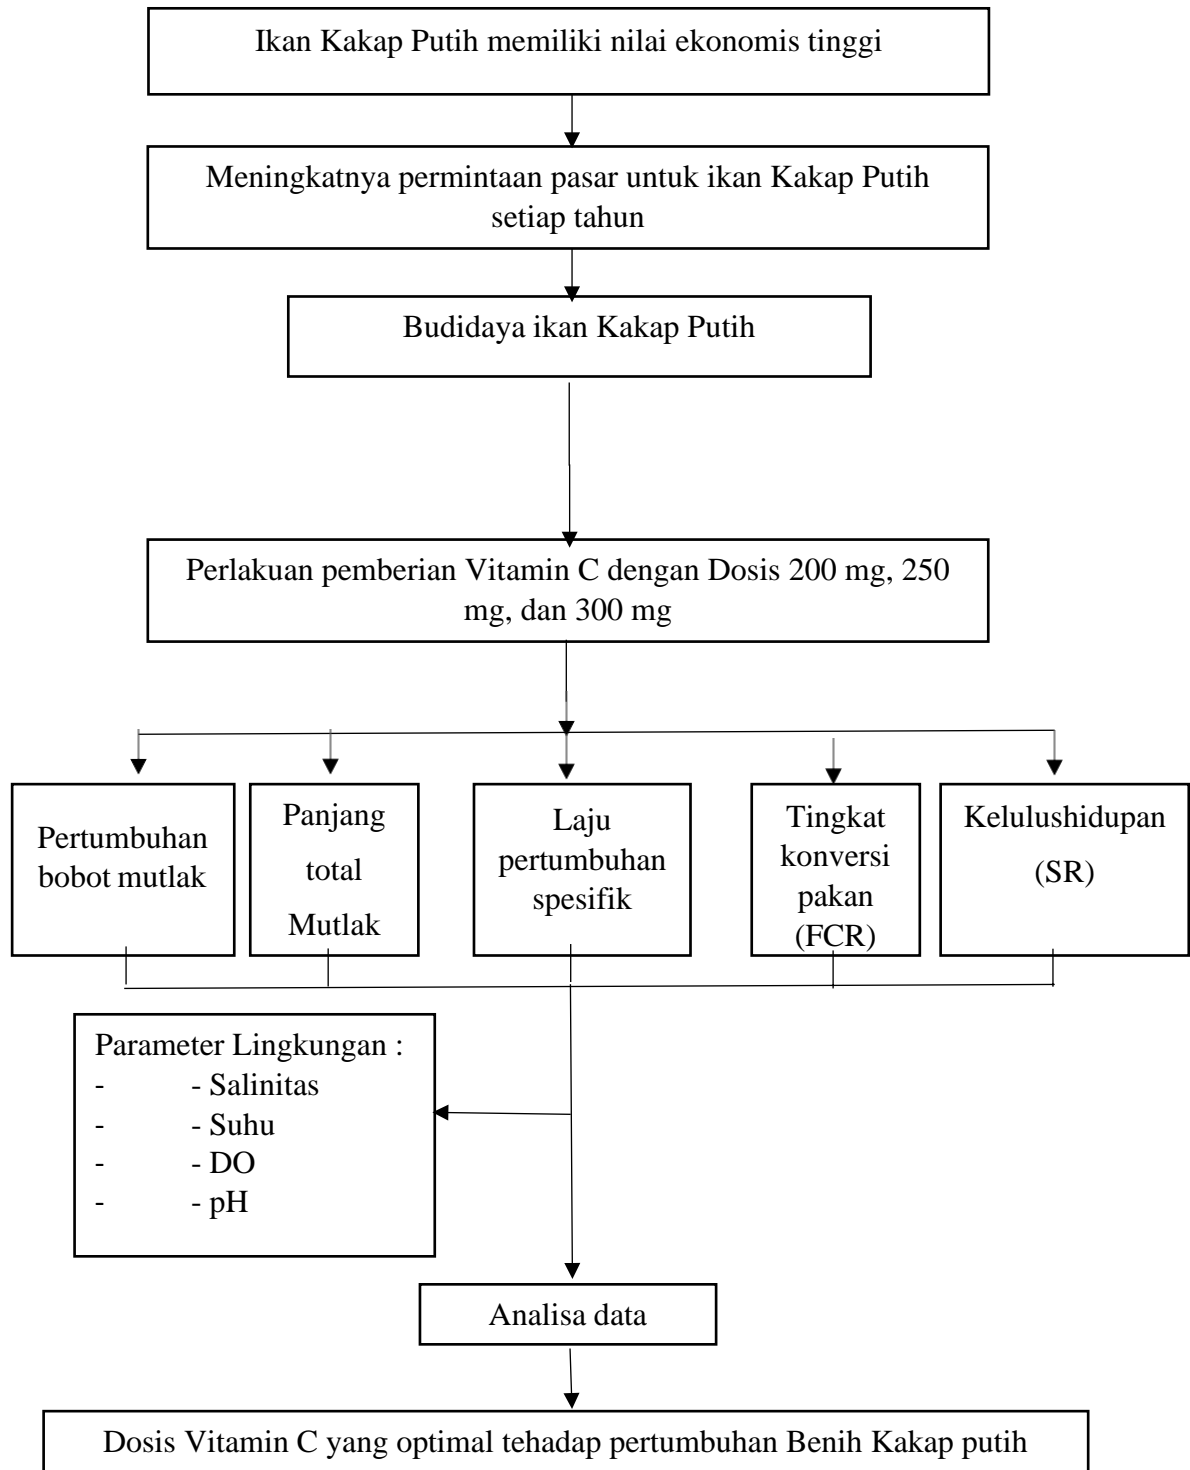 Ikan Kakap Putih memiliki nilai ekonomis tinggi
Meningkatnya permintaan pasar untuk ikan Kakap Putih
setiap tahun
Budidaya ikan Kakap Putih
Perlakuan pemberian Vitamin C dengan Dosis 200 mg, 250
mg, dan 300 mg
Pertumbuhan
bobot mutlak
Panjang
total
Mutlak
Laju
pertumbuhan
spesifik
Tingkat
konversi
pakan
(FCR)
Kelulushidupan
(SR)
Parameter Lingkungan :
- - Salinitas
- - Suhu
- - DO
- - pH
Analisa data
Dosis Vitamin C yang optimal tehadap pertumbuhan Benih Kakap putih